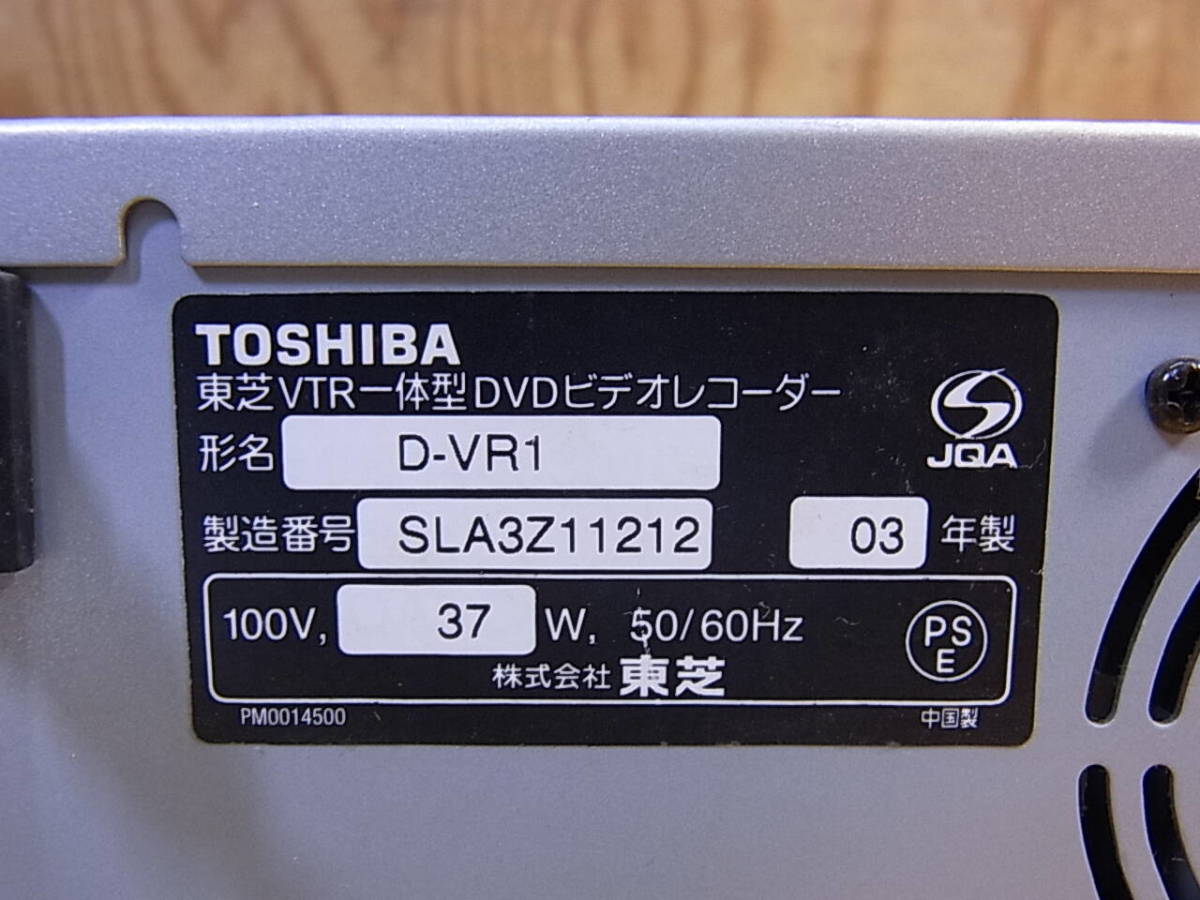 TOSHIBA
東芝VTR一体型DVDビデオレコーダー
JQA
形名 D-VR1
製造番号 SLA3Z11212 03 年製
100V, 37 W, 50/60Hz
PS
E
株式会社 東芝
PM0014500 中国製